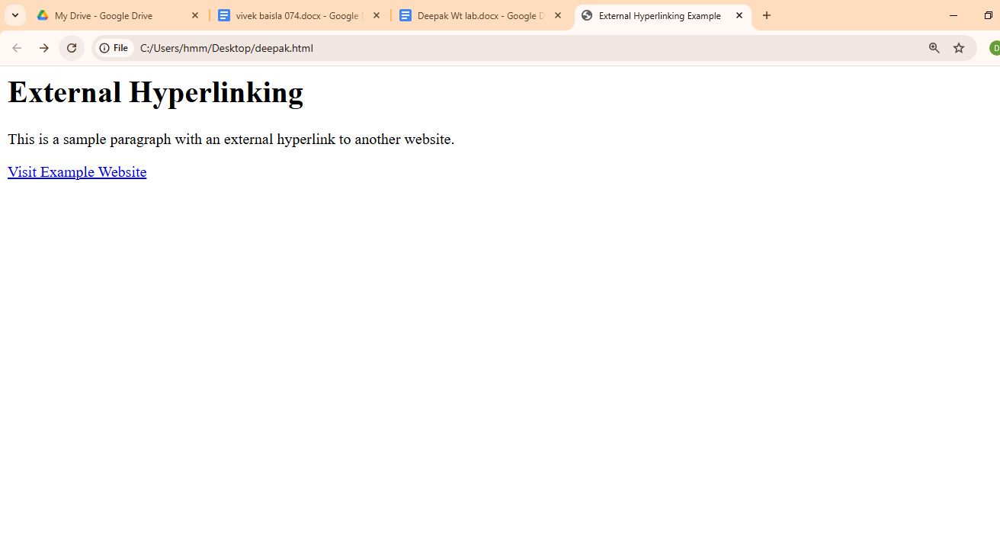 My Drive - Google Drive
vivek baisla 074.docx - Google
Deepak Wt lab.docx - Google D
External Hyperlinking Example
File
C:/Users/hmm/Desktop/deepak.html
D
External Hyperlinking
This is a sample paragraph with an external hyperlink to another website.
Visit Example Website